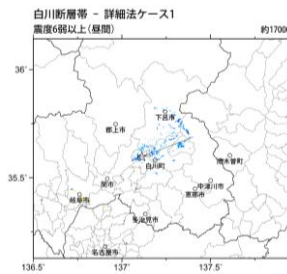 白川断層帯 - 詳細法ケース1
震度6弱以上(昼間)
約17000
36˚
下呂市
郡上市
白川町
南木曽町
35.5˚
関市
中津川市
恵那市
岐阜市
多治見市
名古屋市
136.5˚
137˚
137.5˚